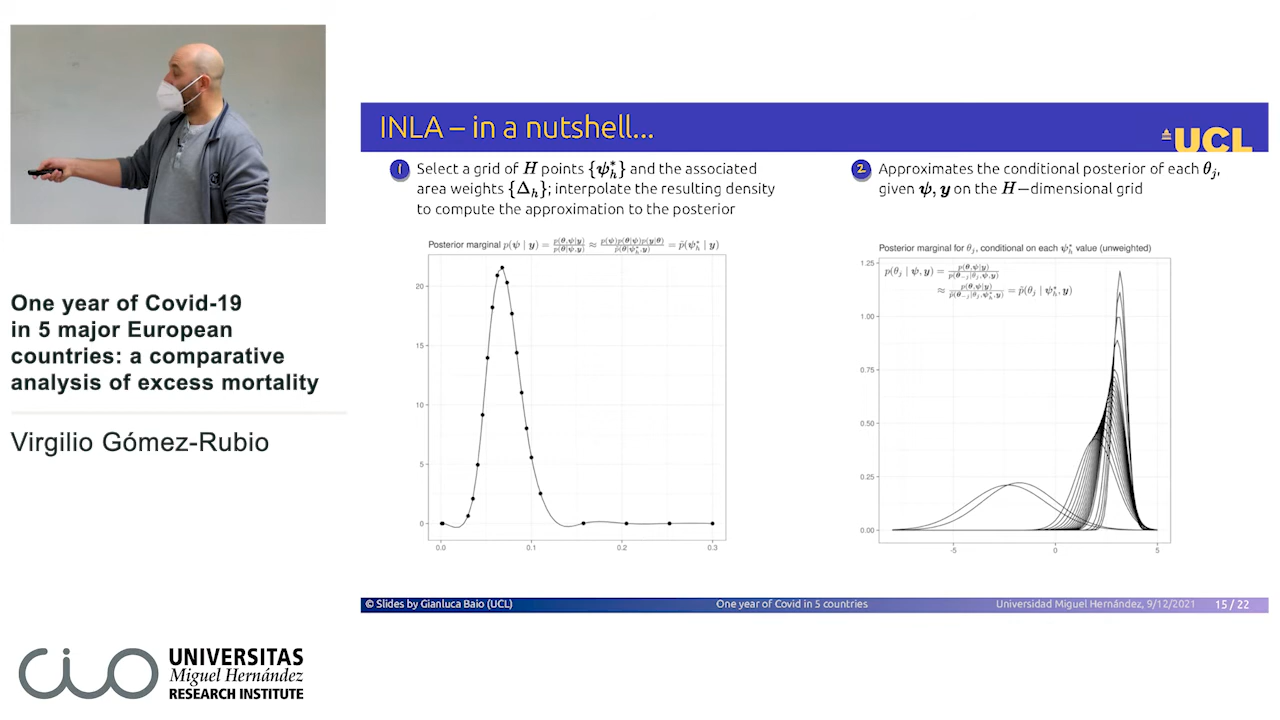 One year of Covid-19
in 5 major European
countries: a comparative
analysis of excess mortality
Virgilio Gómez-Rubio
CIO
UNIVERSITAS
Miguel Hernández
RESEARCH INSTITUTE
INLA – in a nutshell...
UCL
1 Select a grid of H points {ψ*ₕ} and the associated
area weights {Δₕ}; interpolate the resulting density
to compute the approximation to the posterior
Posterior marginal p(ψ | y) = p(θ,ψ|y)/p(θ|ψ,y) ≈ p(ψ)p(θ|ψ)p(y|θ)/p̃(θ|ψ*ₕ,y) = p̃(ψ*ₕ | y)
20
15
10
5
0
0.0 0.1 0.2 0.3
2 Approximates the conditional posterior of each θⱼ,
given ψ, y on the H−dimensional grid
Posterior marginal for θⱼ, conditional on each ψ*ₕ value (unweighted)
p(θⱼ | ψ, y) = p(θ,ψ|y)/p(θ₋ⱼ|θⱼ,ψ,y)
≈ p(θ,ψ|y)/p̃(θ₋ⱼ|θⱼ,ψ*ₕ,y) = p̃(θⱼ | ψ*ₕ, y)
1.25
1.00
0.75
0.50
0.25
0.00
-5 0 5
© Slides by Gianluca Baio (UCL) One year of Covid in 5 countries Universidad Miguel Hernández, 9/12/2021 15 / 22